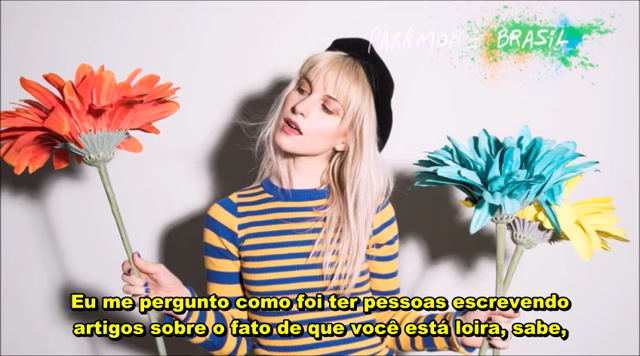 PARAMORE BRASIL
Eu me pergunto como foi ter pessoas escrevendo
artigos sobre o fato de que você está loira, sabe,